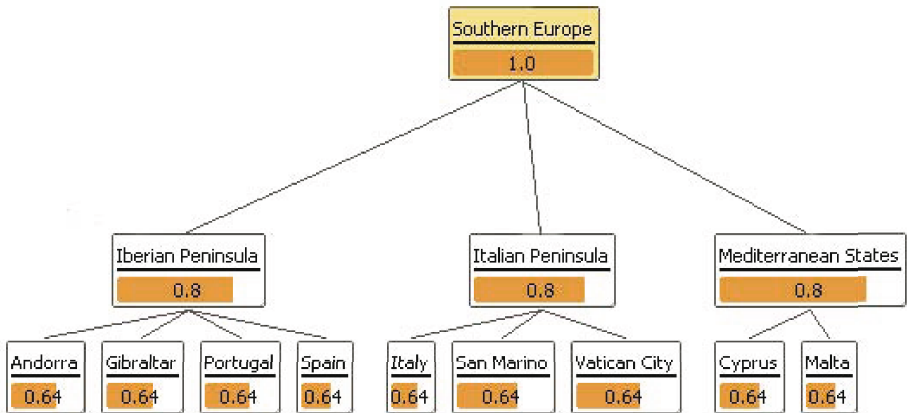 Southern Europe
1.0
Iberian Peninsula
0.8
Italian Peninsula
0.8
Mediterranean States
0.8
Andorra
0.64
Gibraltar
0.64
Portugal
0.64
Spain
0.64
Italy
0.64
San Marino
0.64
Vatican City
0.64
Cyprus
0.64
Malta
0.64